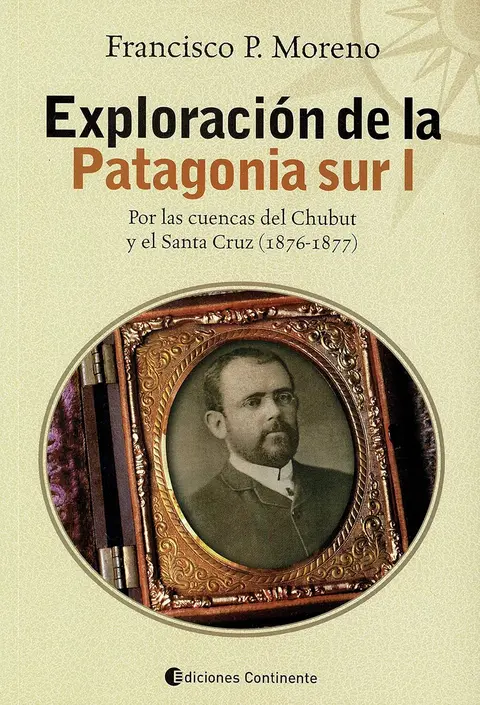 Francisco P. Moreno
Exploración de la
Patagonia sur I
Por las cuencas del Chubut
y el Santa Cruz (1876-1877)
Ediciones Continente